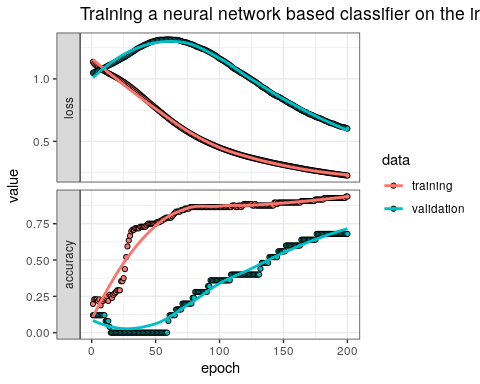 Training a neural network based classifier on the ir
value
loss
1.0
0.5
accuracy
0.75
0.50
0.25
0.00
0
50
100
150
200
epoch
data
training
validation